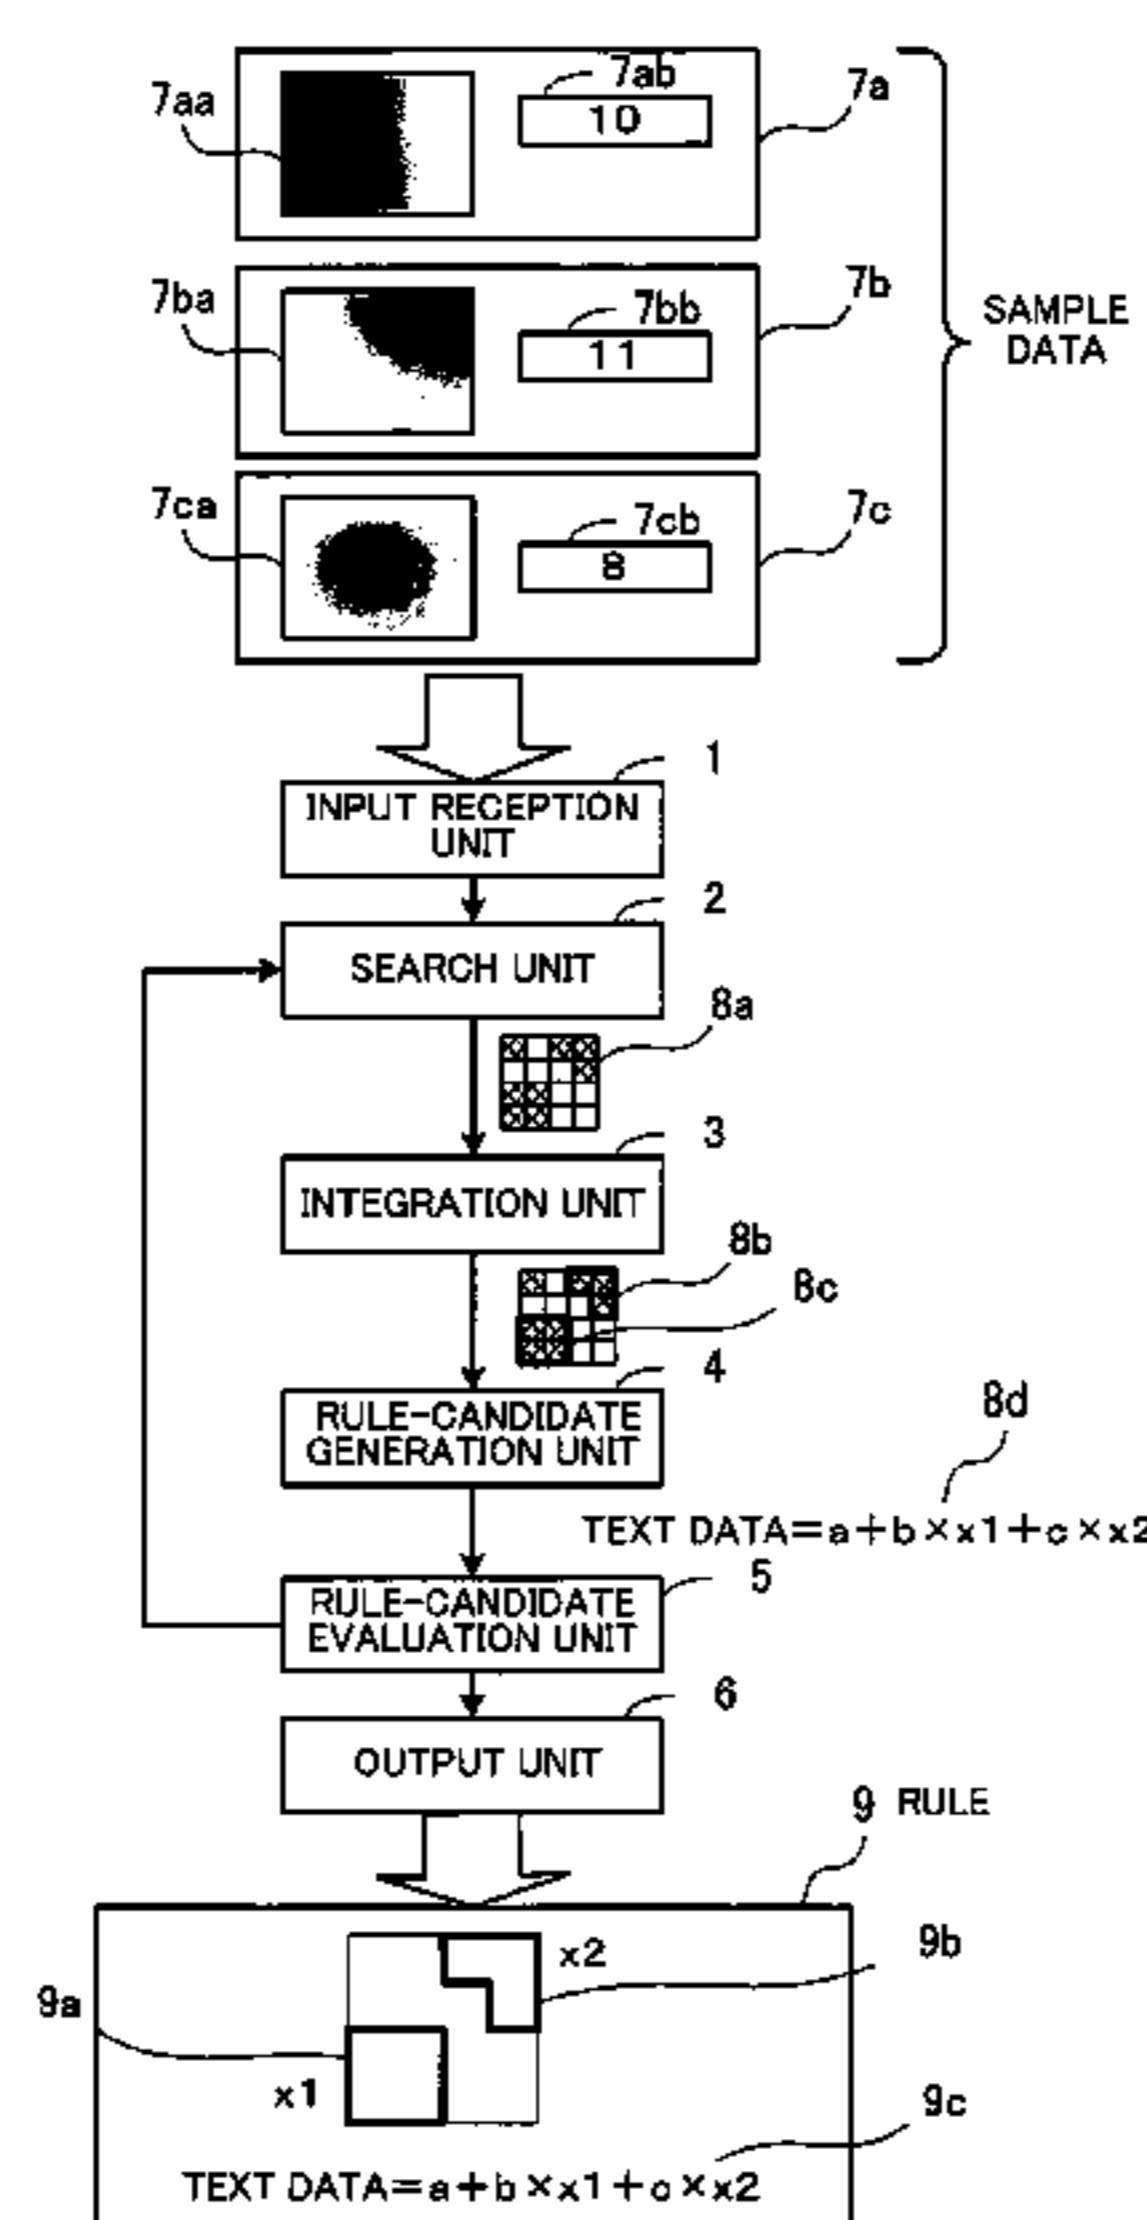 7aa
7ab
10
7a
7ba
7bb
11
7b
SAMPLE
DATA
7ca
7cb
8
7c
1
INPUT RECEPTION
UNIT
2
SEARCH UNIT
8a
3
INTEGRATION UNIT
8b
8c
4
RULE-CANDIDATE
GENERATION UNIT
8d
TEXT DATA=a+b×x1+c×x2
5
RULE-CANDIDATE
EVALUATION UNIT
6
OUTPUT UNIT
9 RULE
x2
9b
9a
x1
9c
TEXT DATA=a+b×x1+c×x2